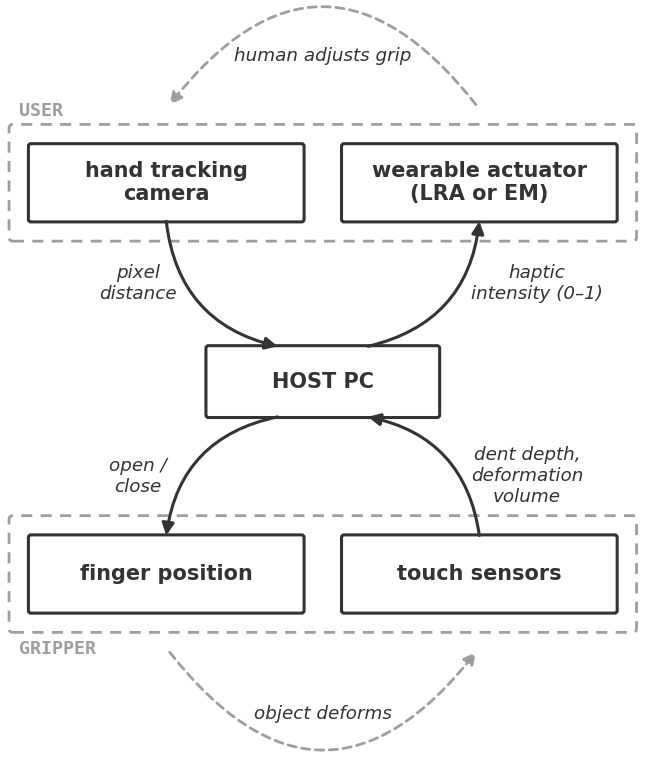 human adjusts grip
USER
hand tracking
camera
wearable actuator
(LRA or EM)
pixel
distance
haptic
intensity (0–1)
HOST PC
open /
close
dent depth,
deformation
volume
finger position
touch sensors
GRIPPER
object deforms